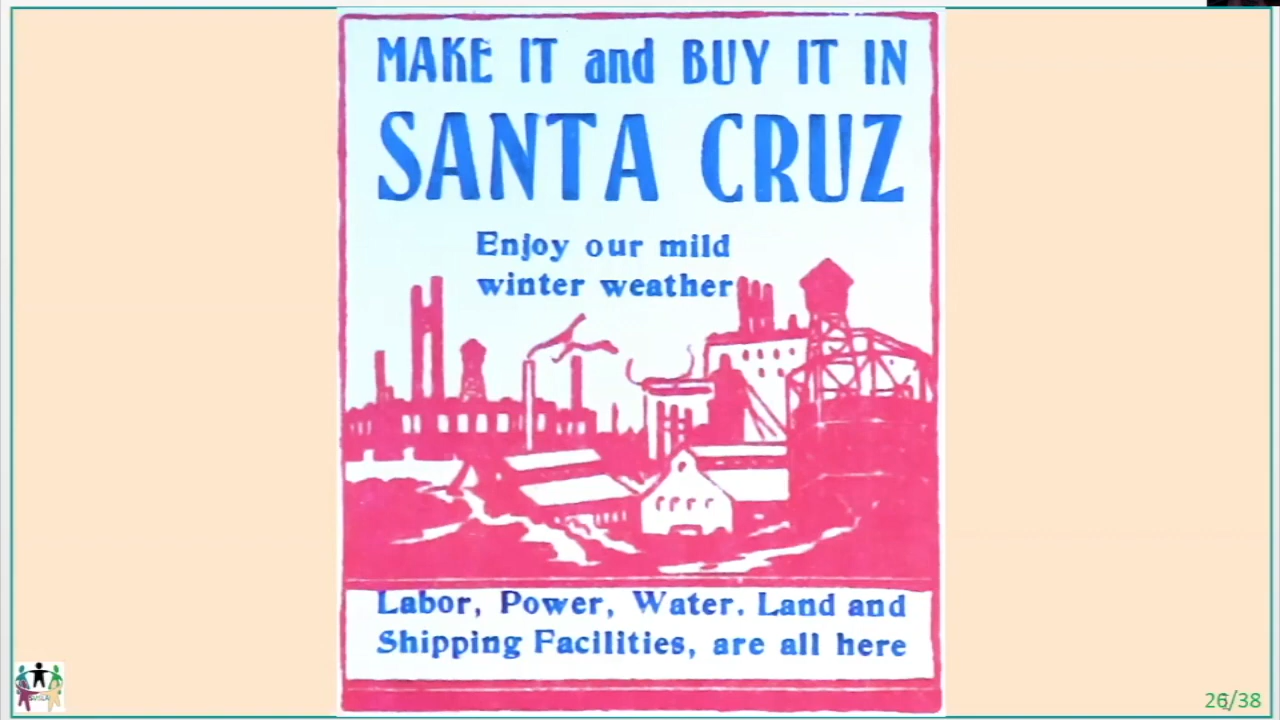 MAKE IT and BUY IT IN
SANTA CRUZ
Enjoy our mild
winter weather
Labor, Power, Water. Land and
Shipping Facilities, are all here
26/38